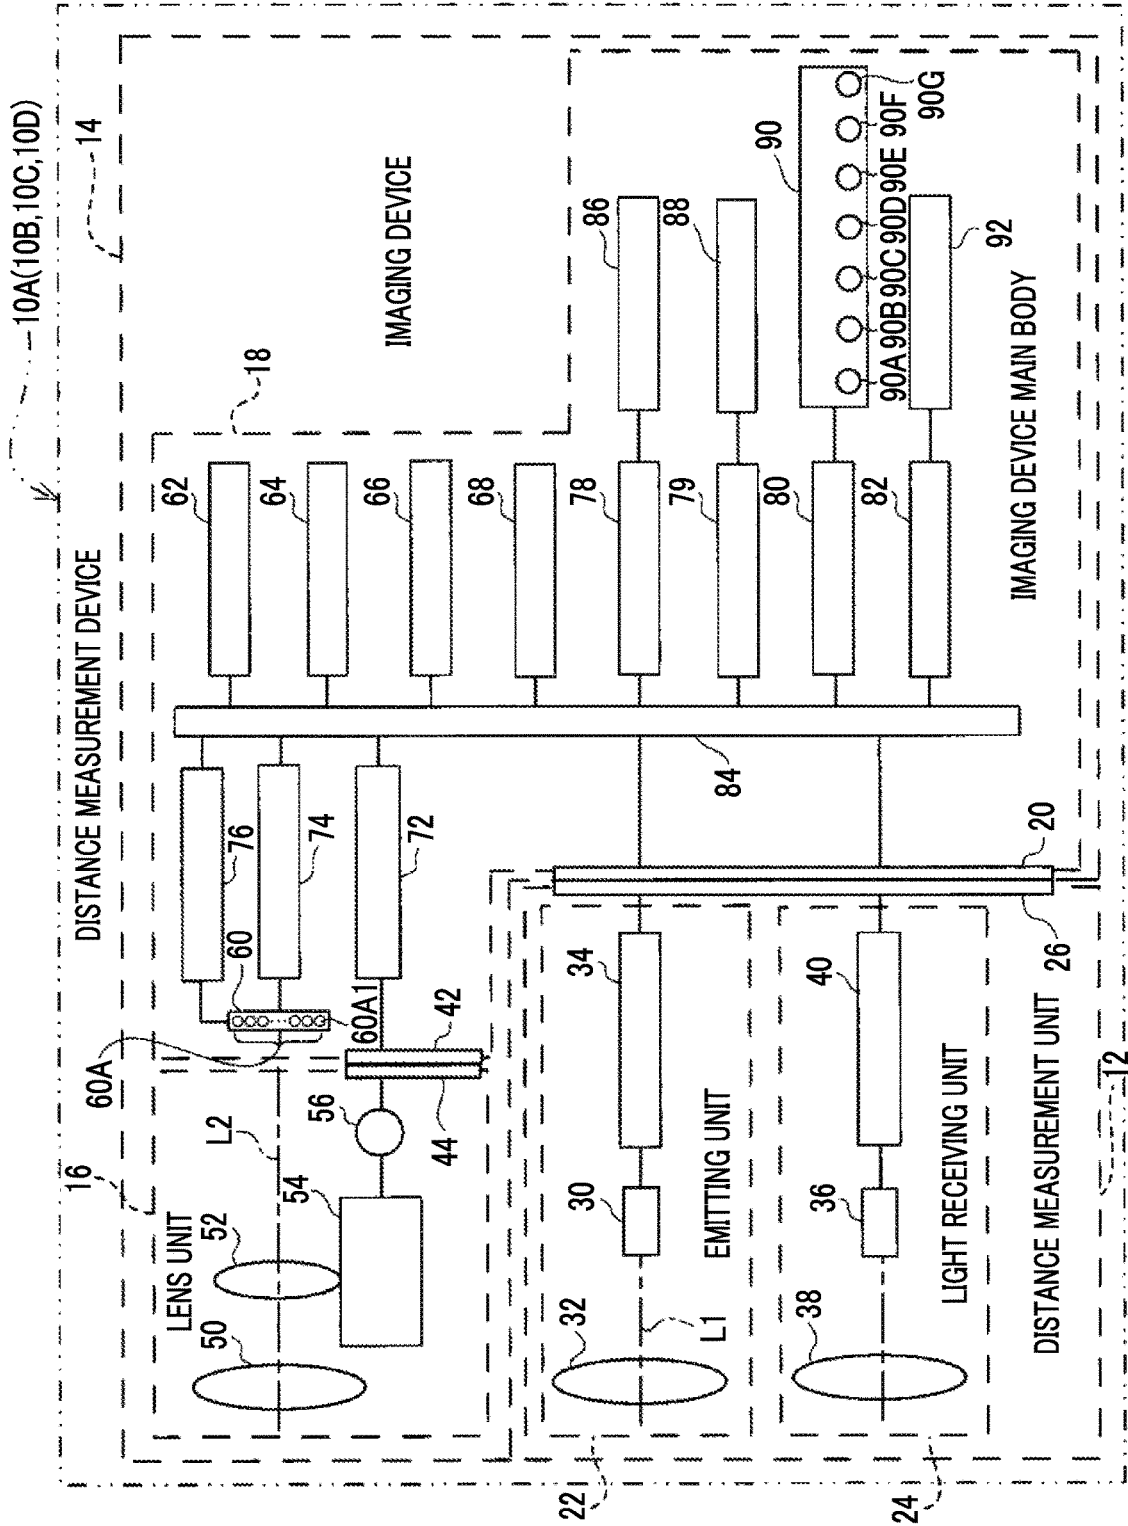 10A(10B,10C,10D)
DISTANCE MEASUREMENT DEVICE
14
IMAGING DEVICE
18
16
LENS UNIT
50
52
54
56
L2
44
42
60A
60
60A1
76
74
72
62
64
66
68
78
79
80
82
84
86
88
90
90A
90B
90C
90D
90E
90F
90G
92
IMAGING DEVICE MAIN BODY
20
26
22
32
L1
30
34
EMITTING UNIT
24
38
36
40
LIGHT RECEIVING UNIT
DISTANCE MEASUREMENT UNIT
12